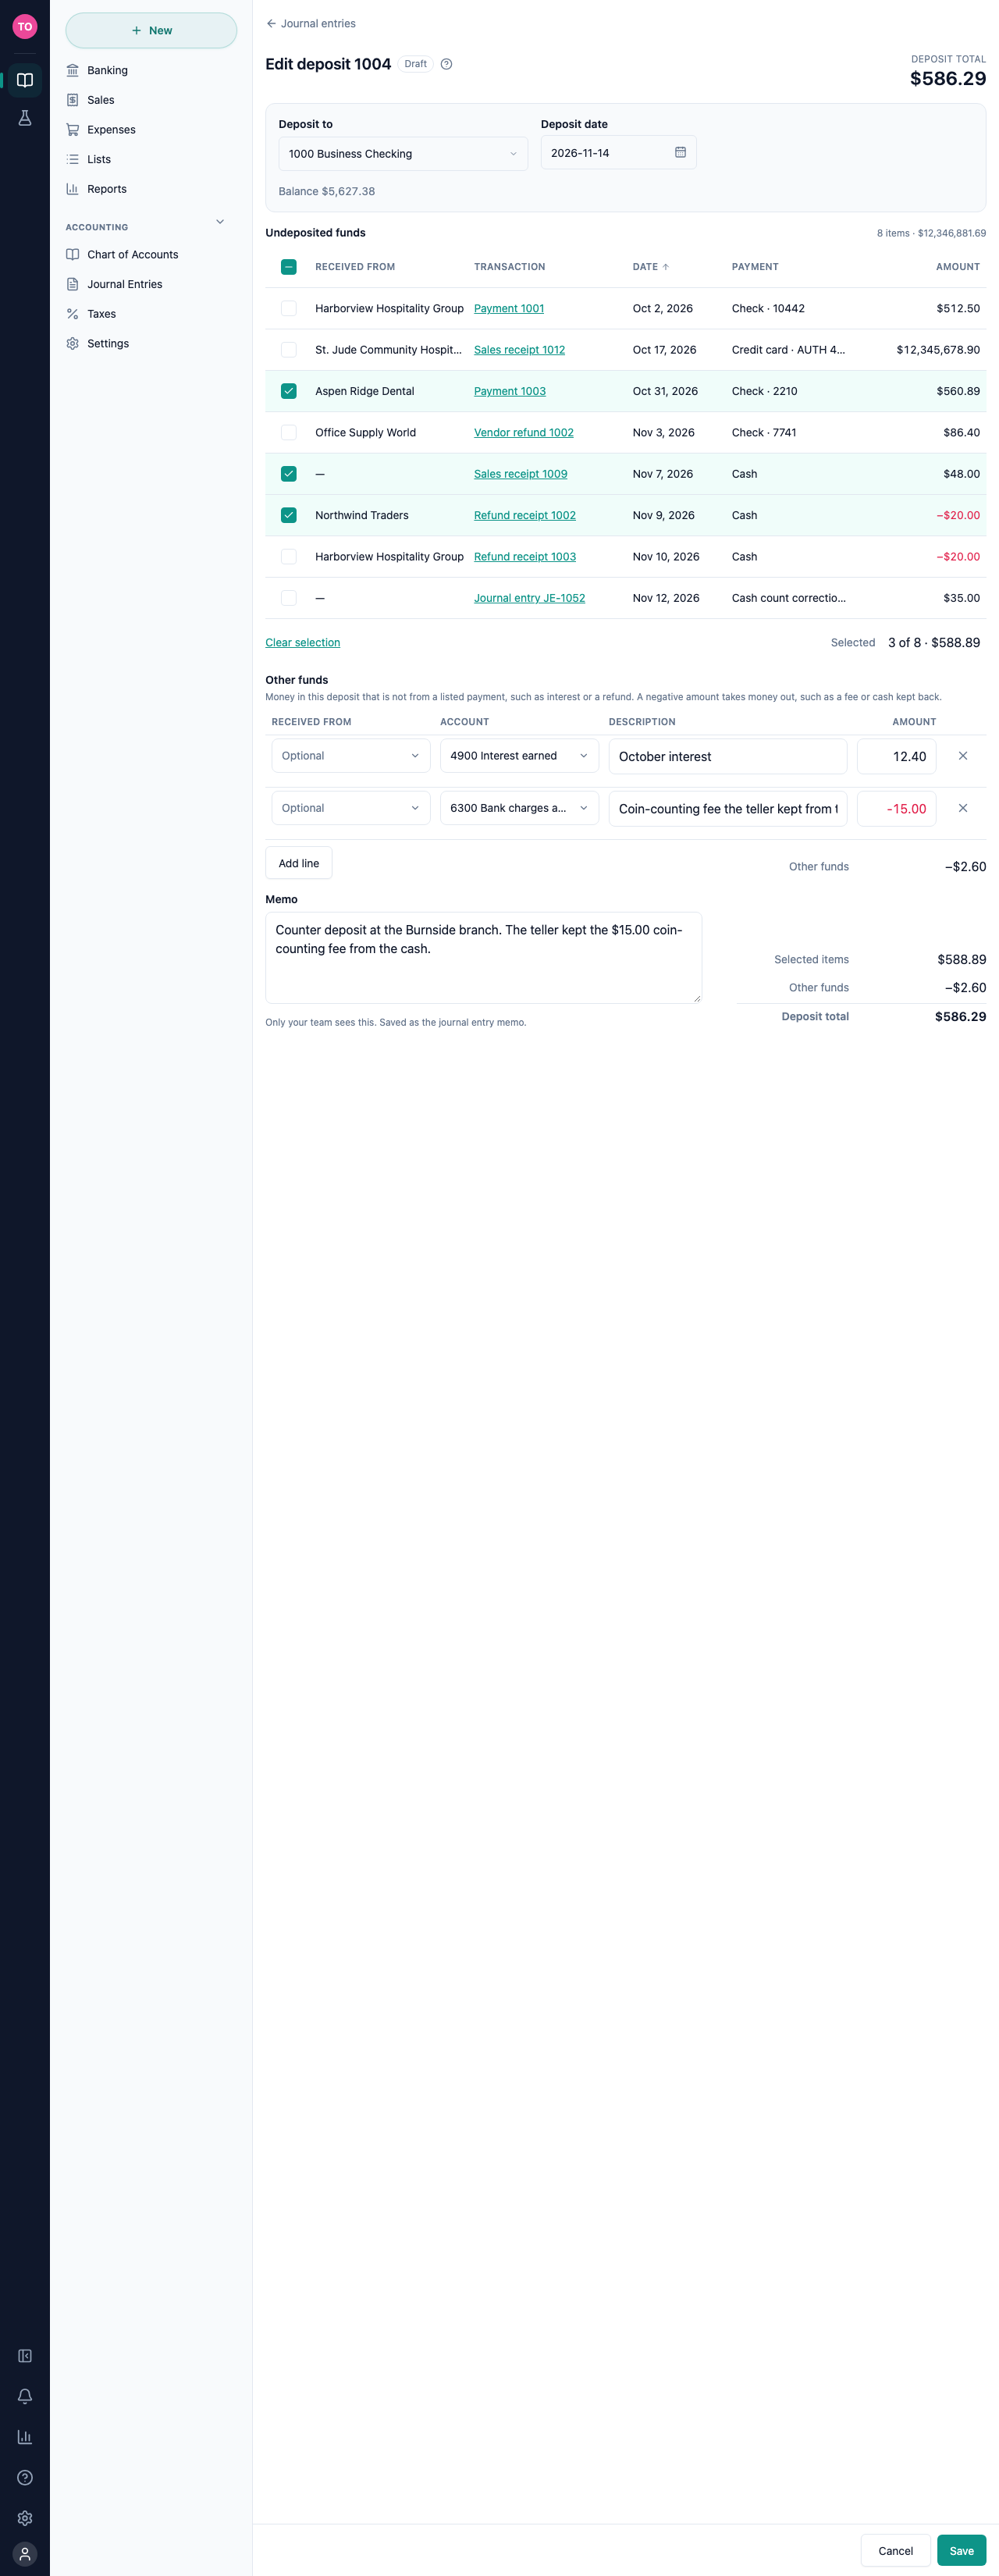 TO
New
Banking
Sales
Expenses
Lists
Reports
ACCOUNTING
Chart of Accounts
Journal Entries
Taxes
Settings
Journal entries
Edit deposit 1004 Draft
DEPOSIT TOTAL
$586.29
Deposit to
1000 Business Checking
Balance $5,627.38
Deposit date
2026-11-14
Undeposited funds 8 items · $12,346,881.69
RECEIVED FROM TRANSACTION DATE PAYMENT AMOUNT
Harborview Hospitality Group Payment 1001 Oct 2, 2026 Check · 10442 $512.50
St. Jude Community Hospit... Sales receipt 1012 Oct 17, 2026 Credit card · AUTH 4... $12,345,678.90
Aspen Ridge Dental Payment 1003 Oct 31, 2026 Check · 2210 $560.89
Office Supply World Vendor refund 1002 Nov 3, 2026 Check · 7741 $86.40
— Sales receipt 1009 Nov 7, 2026 Cash $48.00
Northwind Traders Refund receipt 1002 Nov 9, 2026 Cash –$20.00
Harborview Hospitality Group Refund receipt 1003 Nov 10, 2026 Cash –$20.00
— Journal entry JE-1052 Nov 12, 2026 Cash count correctio... $35.00
Clear selection Selected 3 of 8 · $588.89
Other funds
Money in this deposit that is not from a listed payment, such as interest or a refund. A negative amount takes money out, such as a fee or cash kept back.
RECEIVED FROM ACCOUNT DESCRIPTION AMOUNT
Optional 4900 Interest earned October interest 12.40
Optional 6300 Bank charges a... Coin-counting fee the teller kept from -15.00
Add line Other funds –$2.60
Memo
Counter deposit at the Burnside branch. The teller kept the $15.00 coin-
counting fee from the cash.
Only your team sees this. Saved as the journal entry memo.
Selected items $588.89
Other funds –$2.60
Deposit total $586.29
Cancel Save